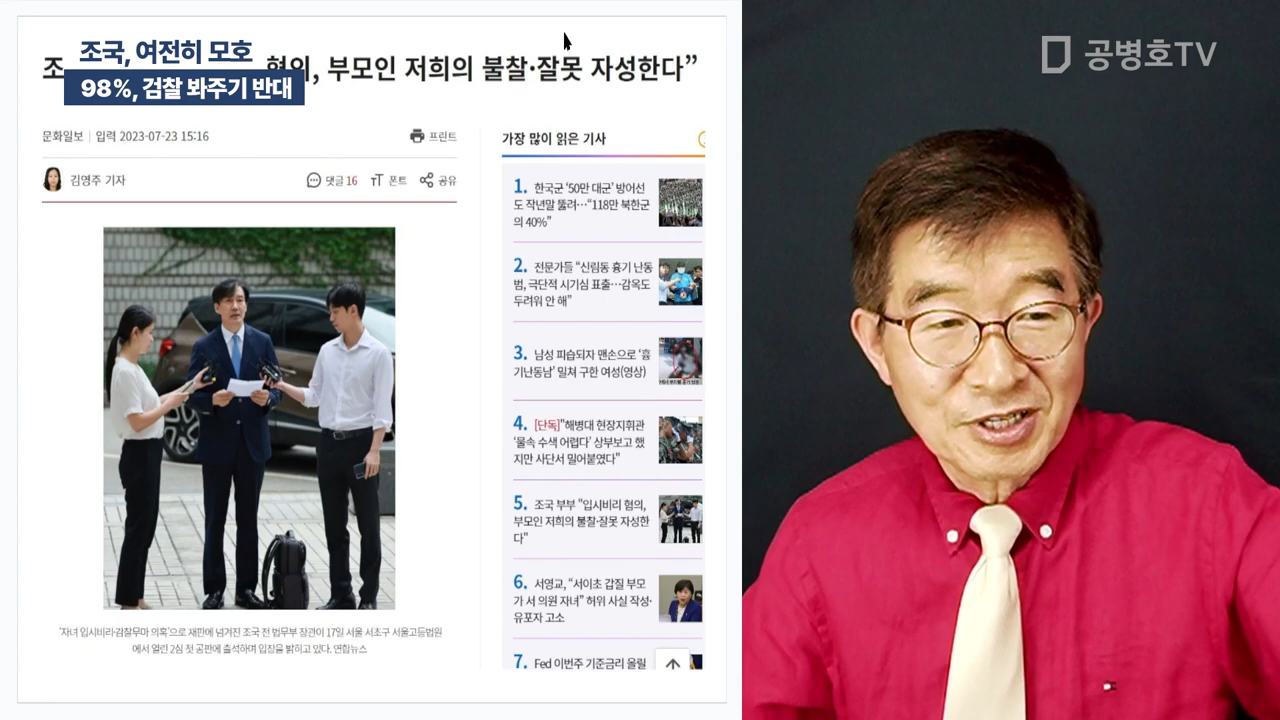 조국, 여전히 모호
98%, 검찰 봐주기 반대
조
혐의, 부모인 저희의 불찰·잘못 자성한다”
문화일보 | 입력 2023-07-23 15:16
프린트
김영주 기자
댓글 16
폰트
공유
‘자녀 입시비리·감찰무마 의혹’으로 재판에 넘겨진 조국 전 법무부 장관이 17일 서울 서초구 서울고등법원
에서 열린 2심 첫 공판에 출석하며 입장을 밝히고 있다. 연합뉴스
가장 많이 읽은 기사
1. 한국군 ‘50만 대군’ 방어선
도 작년말 뚫려…“118만 북한군
의 40%”
2. 전문가들 “신림동 흉기 난동
범, 극단적 시기심 표출…감옥도
두려워 안 해”
3. 남성 피습되자 맨손으로 ‘흉
기난동남’ 밀쳐 구한 여성(영상)
4. [단독]“해병대 현장지휘관
‘물속 수색 어렵다’ 상부보고 했
지만 사단서 밀어붙였다”
5. 조국 부부 “입시비리 혐의,
부모인 저희의 불찰·잘못 자성한
다”
6. 서영교, “서이초 갑질 부모
가 서 의원 자녀” 허위 사실 작성·
유포자 고소
7. Fed 이번주 기준금리 올릴
공병호TV